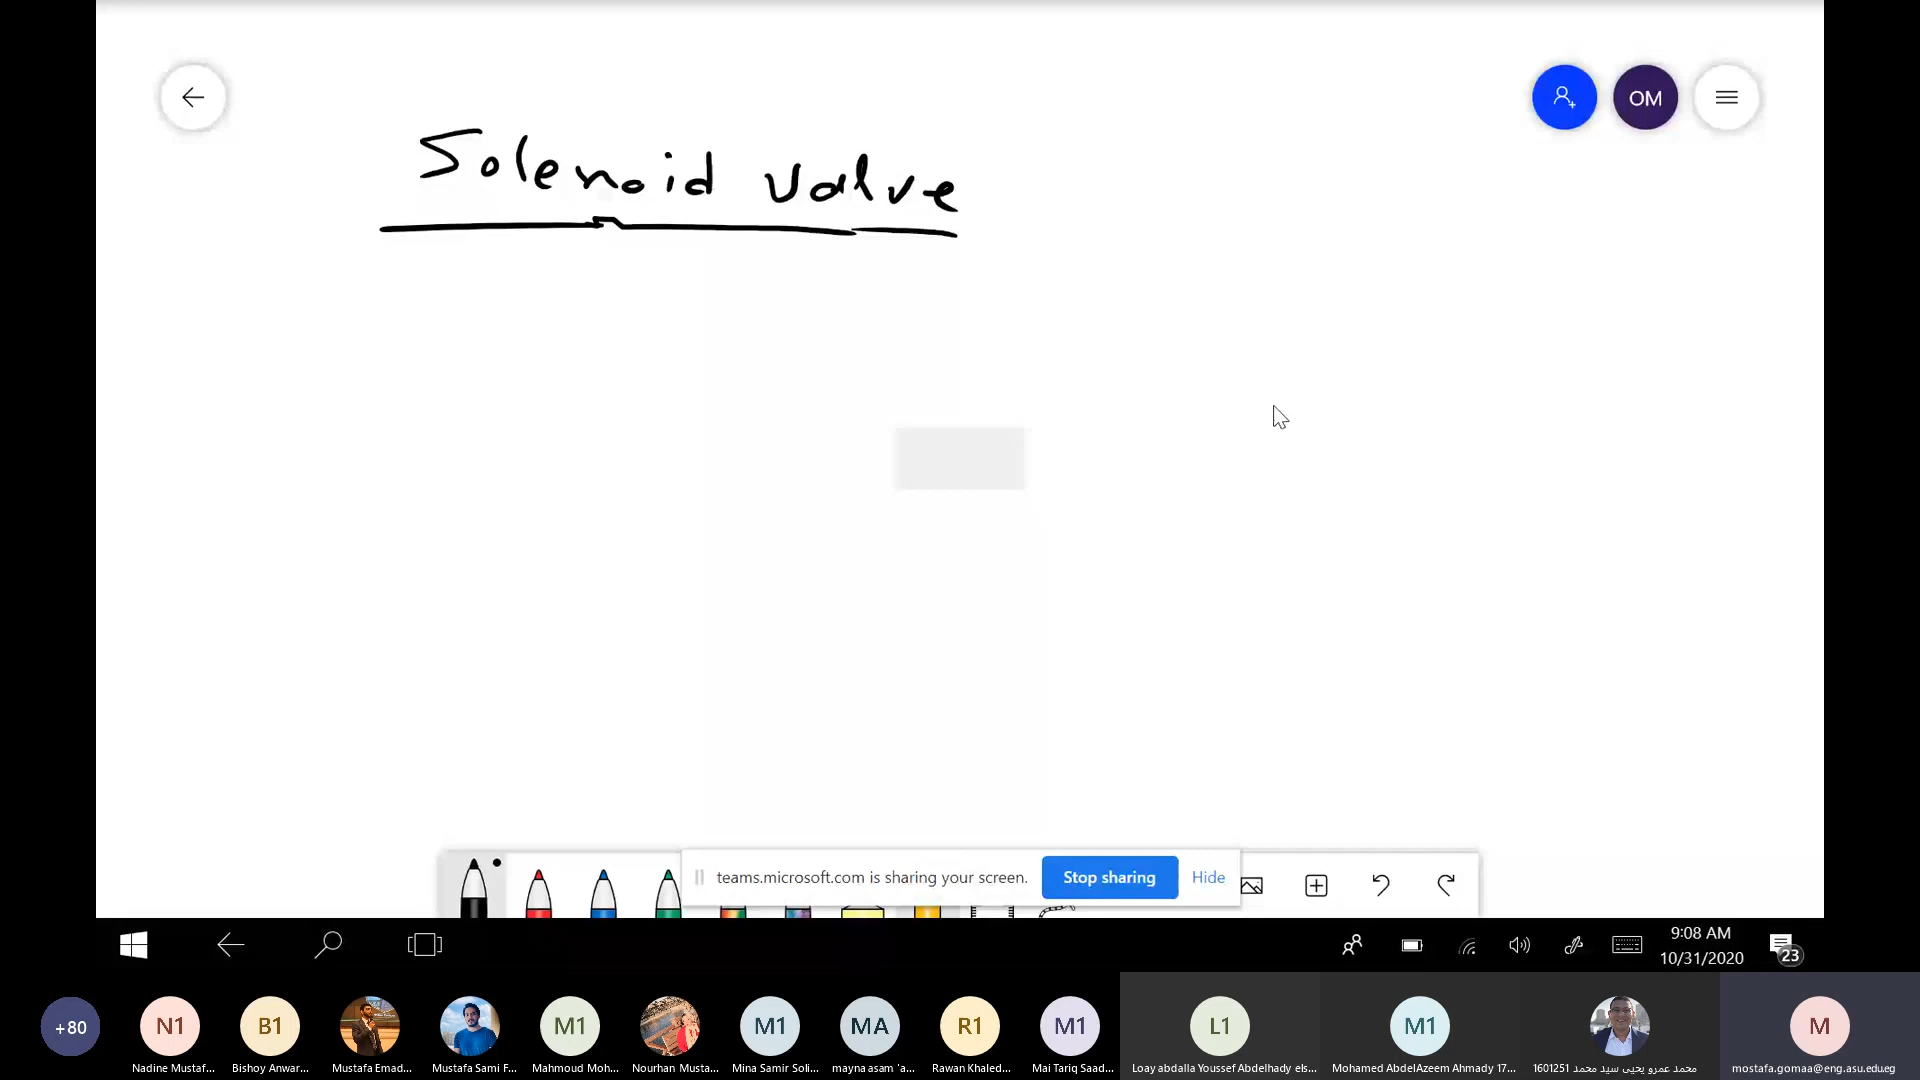 OM
Solenoid valve
teams.microsoft.com is sharing your screen. Stop sharing Hide
9:08 AM
10/31/2020
23
+80 N1 B1 M1 M1 MA R1 M1 L1 M1 M
Nadine Mustaf... Bishoy Anwar... Mustafa Emad... Mustafa Sami F... Mahmoud Moh... Nourhan Musta... Mina Samir Soli... mayna asam 'a... Rawan Khaled... Mai Tariq Saad... Loay abdalla Youssef Abdelhady els... Mohamed AbdelAzeem Ahmady 17... محمد عمرو يحيى سيد محمد 1601251 mostafa.gomaa@eng.asu.edu.eg